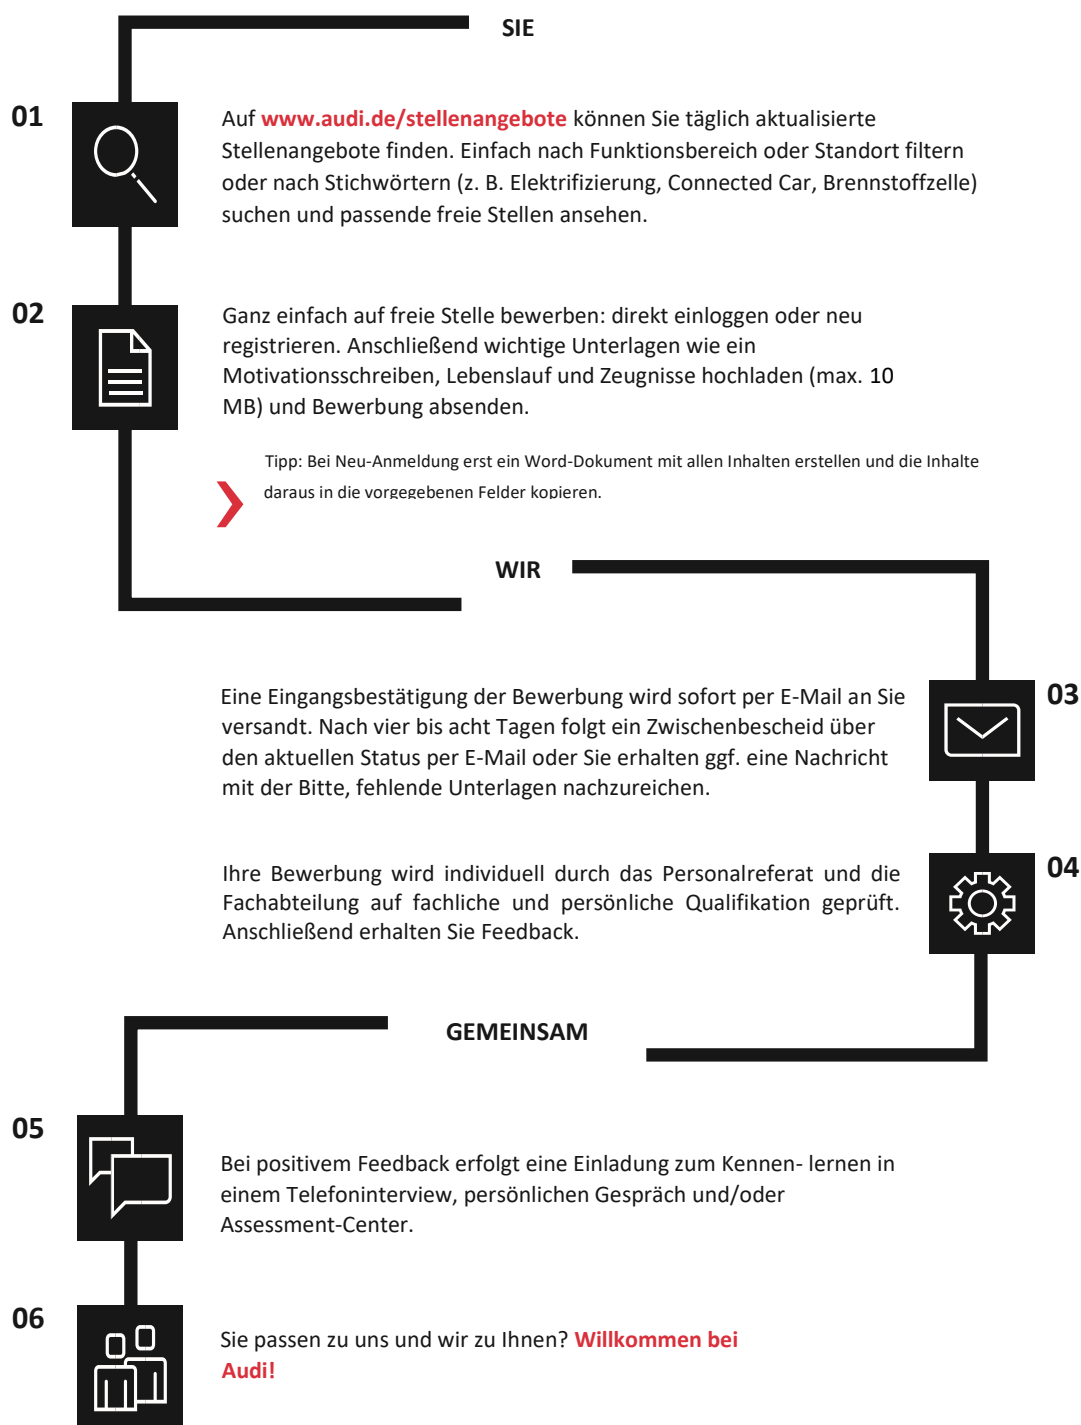 SIE
01
Auf www.audi.de/stellenangebote können Sie täglich aktualisierte
Stellenangebote finden. Einfach nach Funktionsbereich oder Standort filtern
oder nach Stichwörtern (z. B. Elektrifizierung, Connected Car, Brennstoffzelle)
suchen und passende freie Stellen ansehen.
02
Ganz einfach auf freie Stelle bewerben: direkt einloggen oder neu
registrieren. Anschließend wichtige Unterlagen wie ein
Motivationsschreiben, Lebenslauf und Zeugnisse hochladen (max. 10
MB) und Bewerbung absenden.
Tipp: Bei Neu-Anmeldung erst ein Word-Dokument mit allen Inhalten erstellen und die Inhalte
daraus in die vorgegebenen Felder kopieren.
WIR
Eine Eingangsbestätigung der Bewerbung wird sofort per E-Mail an Sie
versandt. Nach vier bis acht Tagen folgt ein Zwischenbescheid über
den aktuellen Status per E-Mail oder Sie erhalten ggf. eine Nachricht
mit der Bitte, fehlende Unterlagen nachzureichen.
03
Ihre Bewerbung wird individuell durch das Personalreferat und die
Fachabteilung auf fachliche und persönliche Qualifikation geprüft.
Anschließend erhalten Sie Feedback.
04
GEMEINSAM
05
Bei positivem Feedback erfolgt eine Einladung zum Kennen- lernen in
einem Telefoninterview, persönlichen Gespräch und/oder
Assessment-Center.
06
Sie passen zu uns und wir zu Ihnen? Willkommen bei
Audi!